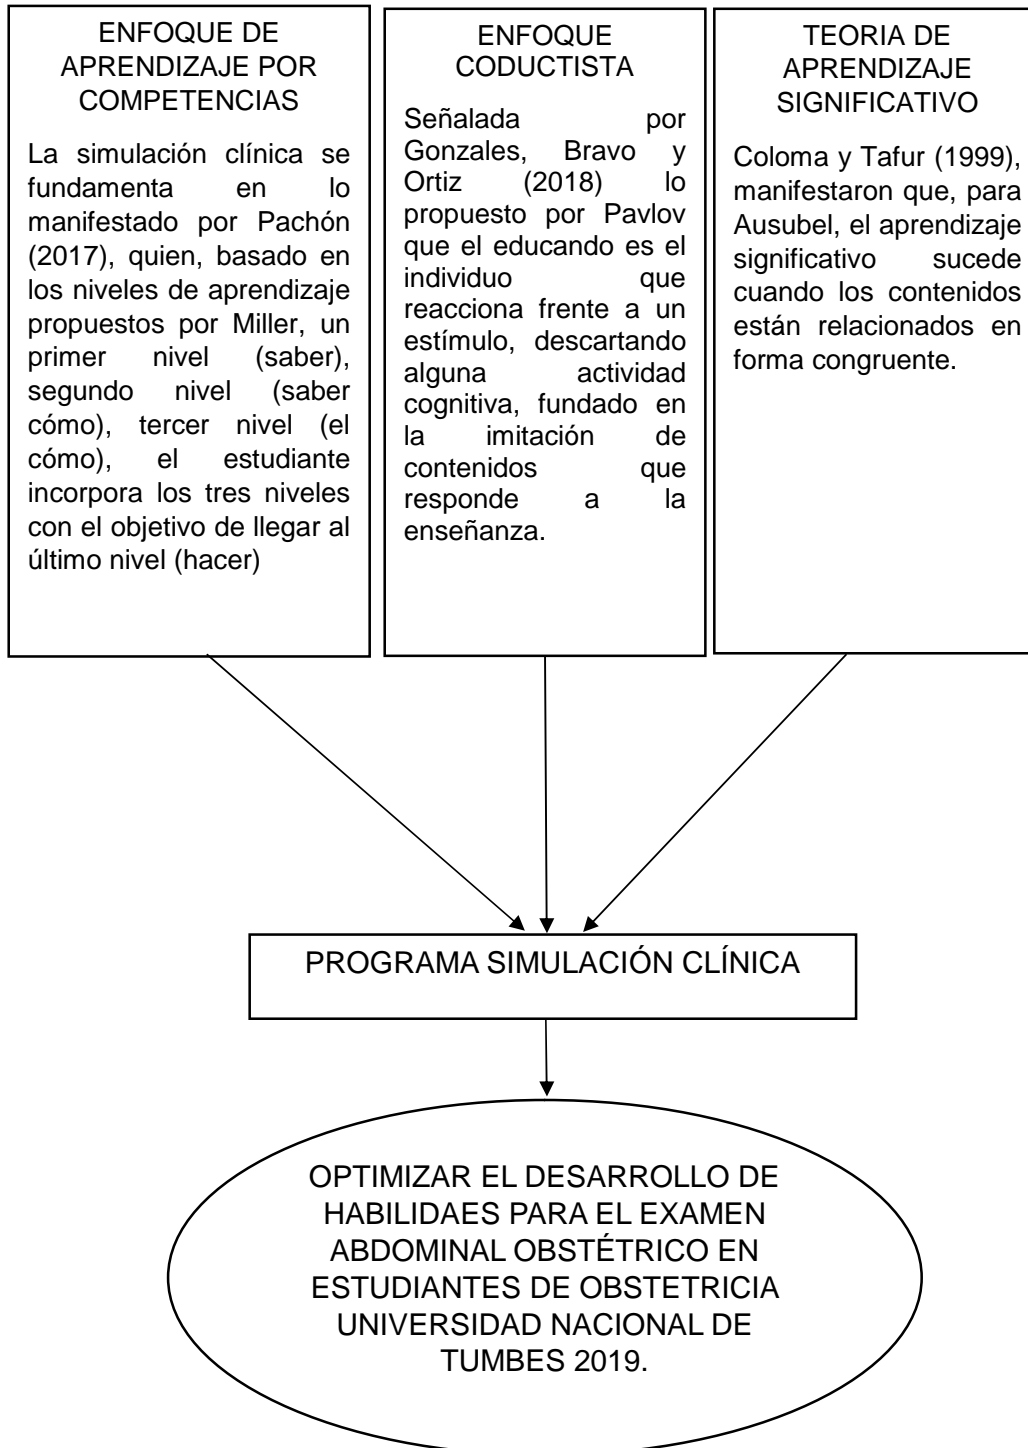 ENFOQUE DE
APRENDIZAJE POR
COMPETENCIAS
La simulación clínica se
fundamenta en lo
manifestado por Pachón
(2017), quien, basado en
los niveles de aprendizaje
propuestos por Miller, un
primer nivel (saber),
segundo nivel (saber
cómo), tercer nivel (el
cómo), el estudiante
incorpora los tres niveles
con el objetivo de llegar al
último nivel (hacer)
ENFOQUE
CODUCTISTA
Señalada por
Gonzales, Bravo y
Ortiz (2018) lo
propuesto por Pavlov
que el educando es el
individuo que
reacciona frente a un
estímulo, descartando
alguna actividad
cognitiva, fundado en
la imitación de
contenidos que
responde a la
enseñanza.
TEORIA DE
APRENDIZAJE
SIGNIFICATIVO
Coloma y Tafur (1999),
manifestaron que, para
Ausubel, el aprendizaje
significativo sucede
cuando los contenidos
están relacionados en
forma congruente.
PROGRAMA SIMULACIÓN CLÍNICA
OPTIMIZAR EL DESARROLLO DE
HABILIDAES PARA EL EXAMEN
ABDOMINAL OBSTÉTRICO EN
ESTUDIANTES DE OBSTETRICIA
UNIVERSIDAD NACIONAL DE
TUMBES 2019.